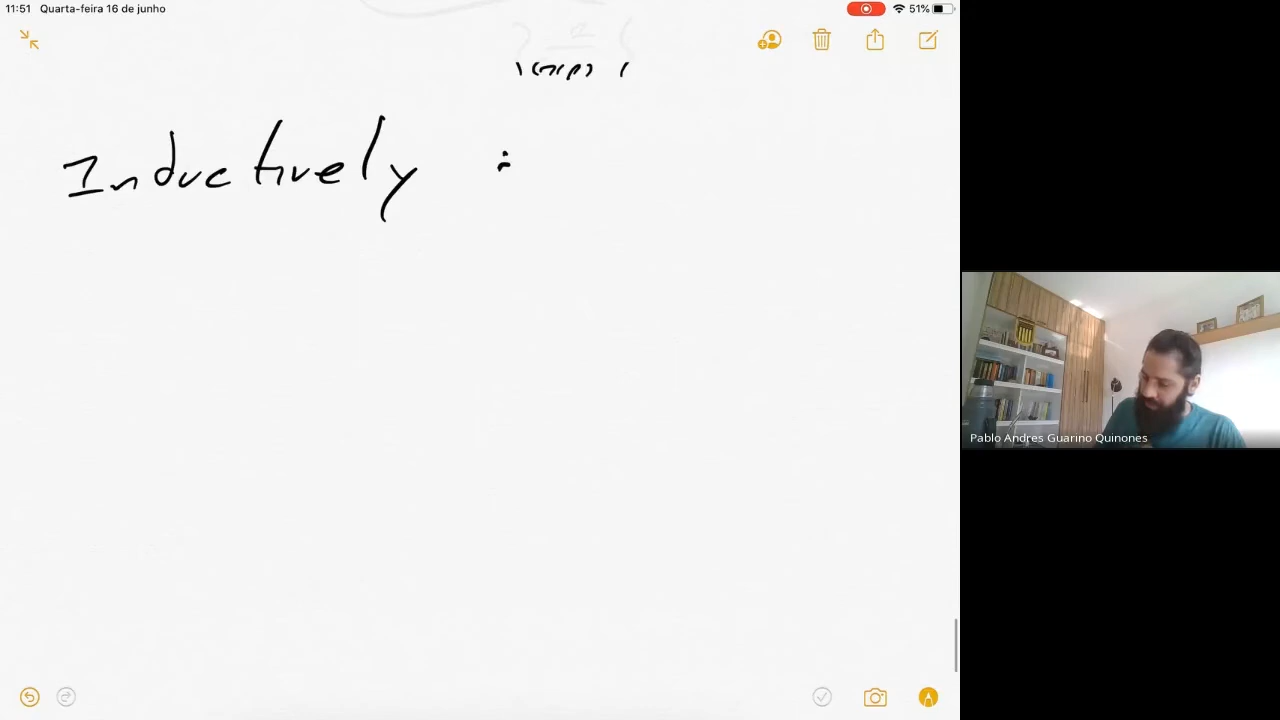 11:51 Quarta-feira 16 de junho 51%
Inductively :
Pablo Andres Guarino Quinones